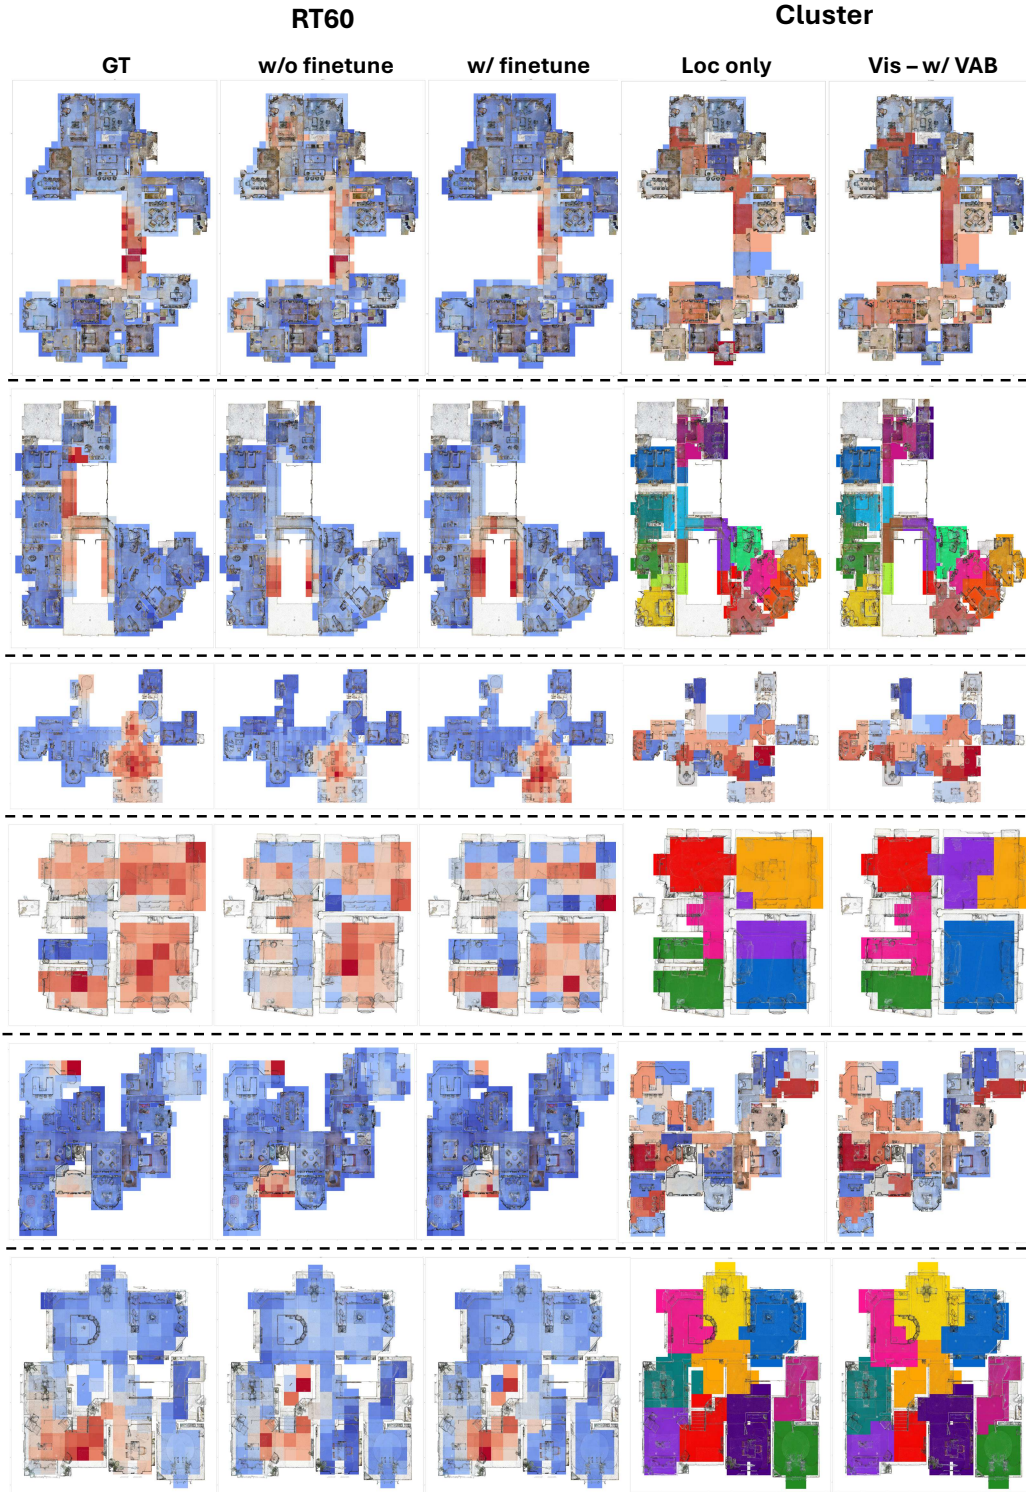 RT60
Cluster
GT
w/o finetune
w/ finetune
Loc only
Vis – w/ VAB